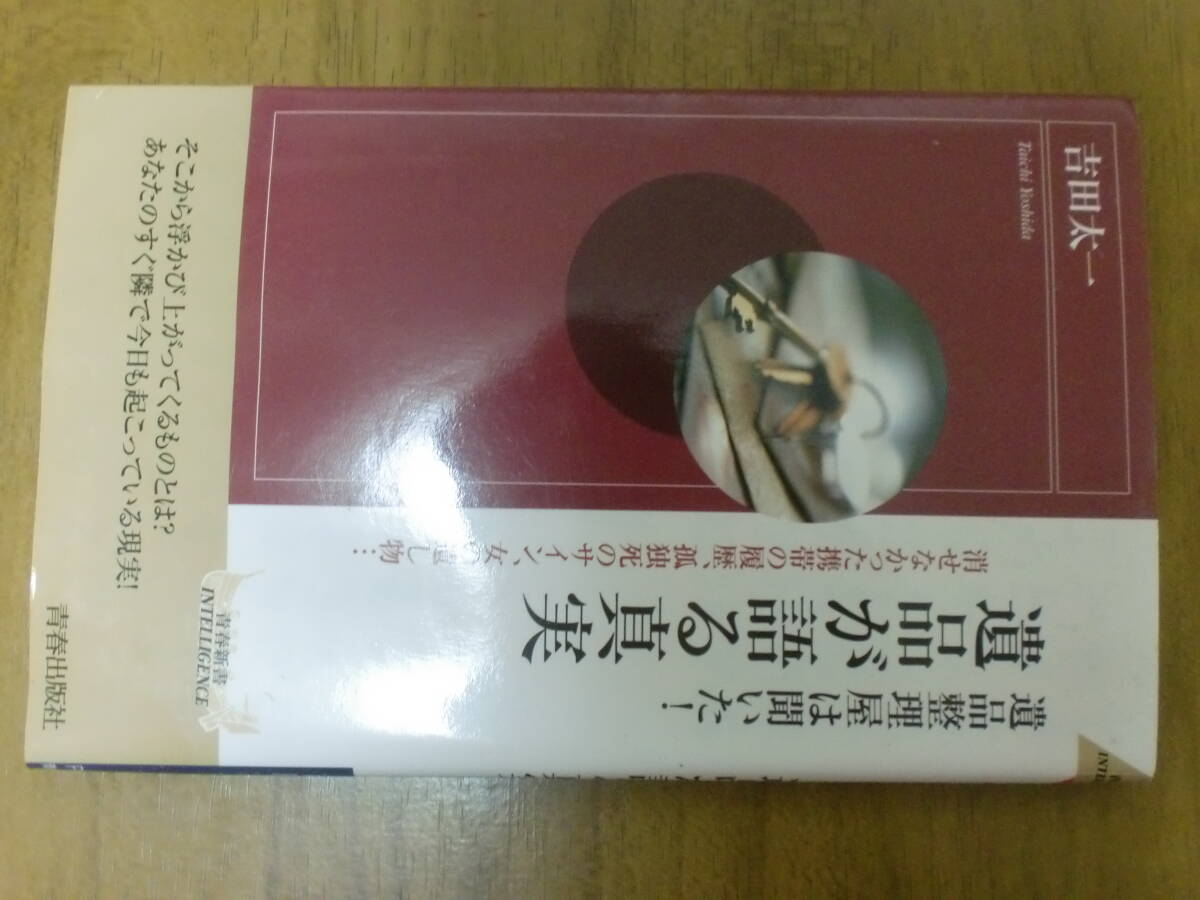 遺品整理屋は聞いた!
遺品が語る真実
消せなかった携帯の履歴、孤独死のサイン、女の遺し物…
吉田太一
Taichi Yoshida
青春新書
INTELLIGENCE
そこから浮かび上がってくるものとは?
あなたのすぐ隣で今日も起こっている現実!
青春出版社